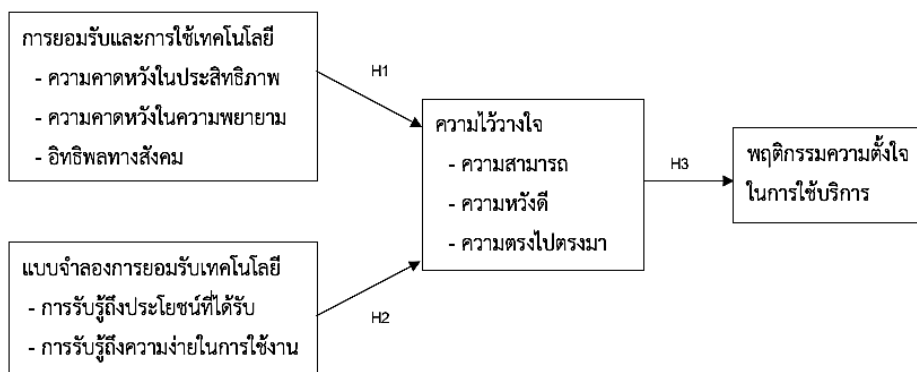 การยอมรับและการใช้เทคโนโลยี
- ความคาดหวังในประสิทธิภาพ
- ความคาดหวังในความพยายาม
- อิทธิพลทางสังคม
H1
ความไว้วางใจ
- ความสามารถ
- ความหวังดี
- ความตรงไปตรงมา
H3
พฤติกรรมความตั้งใจ
ในการใช้บริการ
แบบจำลองการยอมรับเทคโนโลยี
- การรับรู้ถึงประโยชน์ที่ได้รับ
- การรับรู้ถึงความง่ายในการใช้งาน
H2